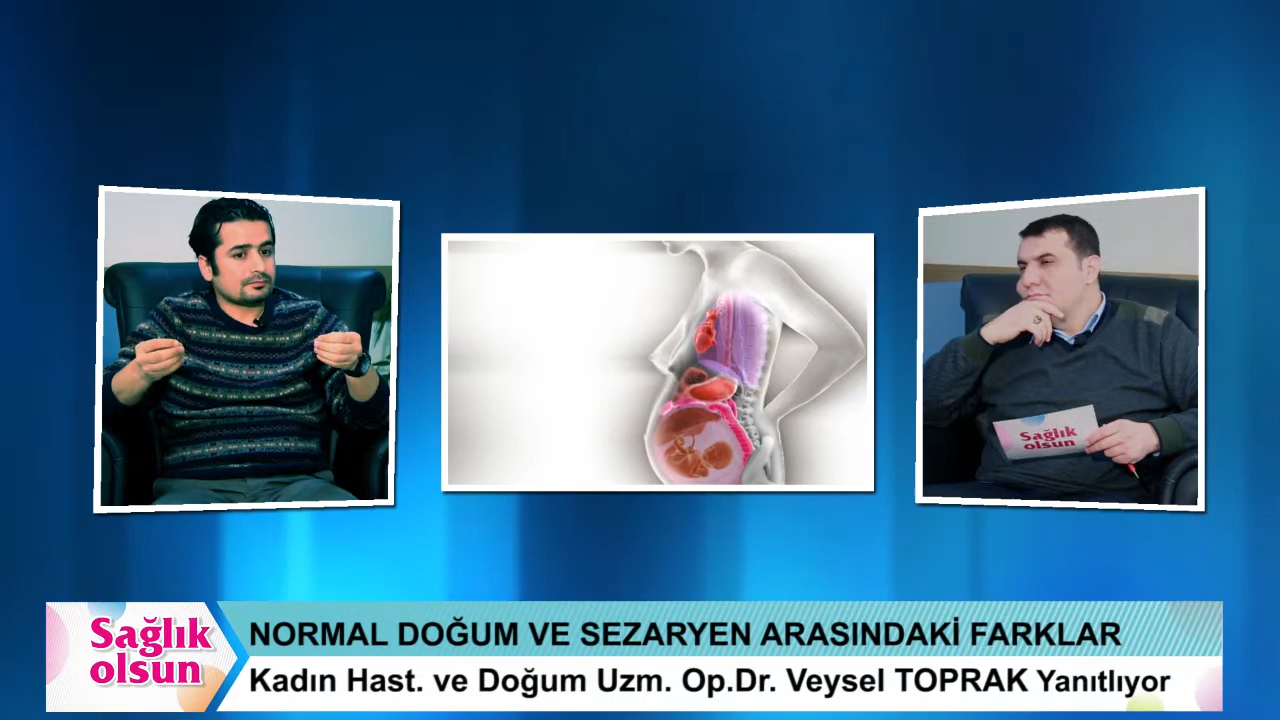 Sağlık
olsun
Sağlık
olsun
NORMAL DOĞUM VE SEZARYEN ARASINDAKİ FARKLAR
Kadın Hast. ve Doğum Uzm. Op.Dr. Veysel TOPRAK Yanıtlıyor